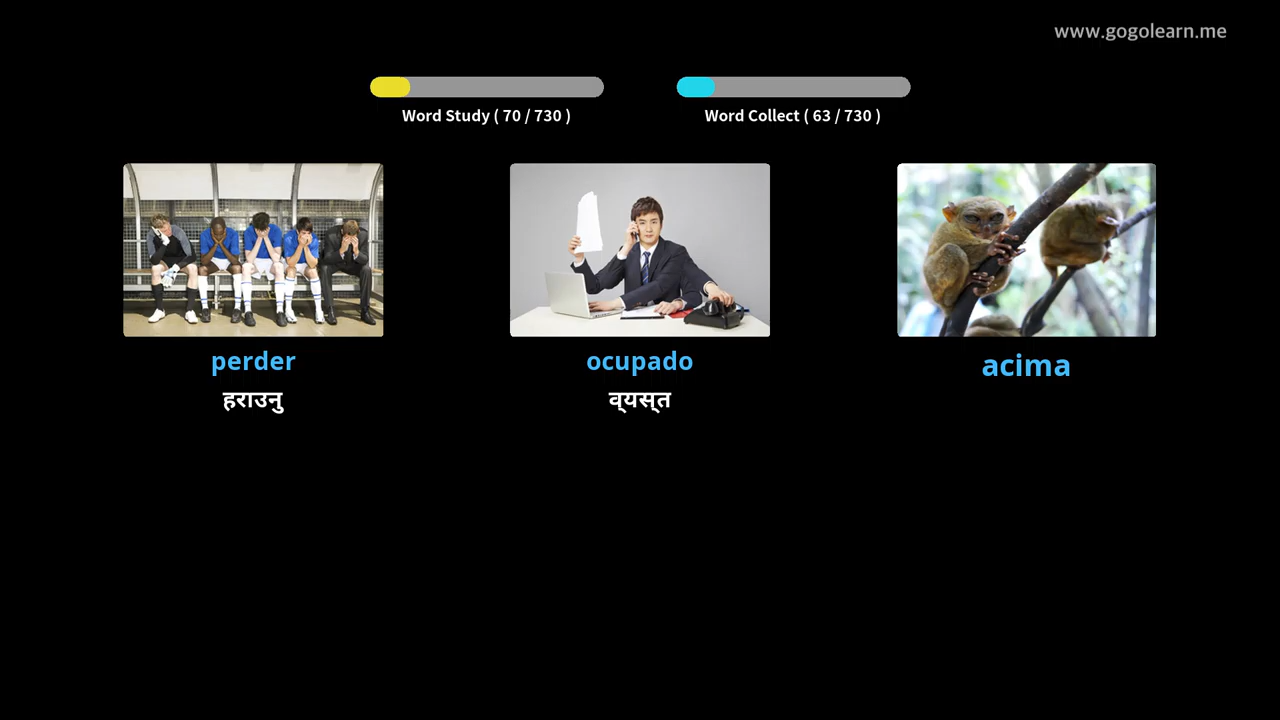 www.gogolearn.me
Word Study ( 70 / 730 )
Word Collect ( 63 / 730 )
perder
हराउनु
ocupado
व्यस्त
acima